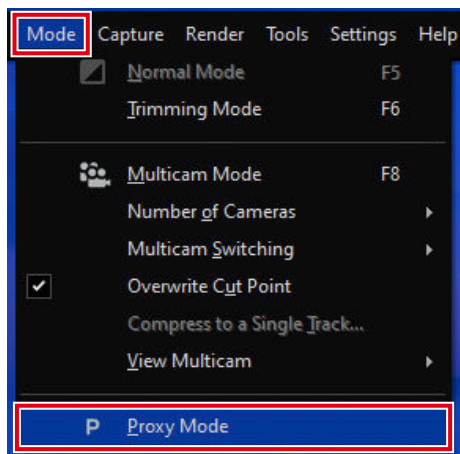 Mode Capture Render Tools Settings Help
Normal Mode F5
Trimming Mode F6
Multicam Mode F8
Number of Cameras
Multicam Switching
Overwrite Cut Point
Compress to a Single Track...
View Multicam
P Proxy Mode